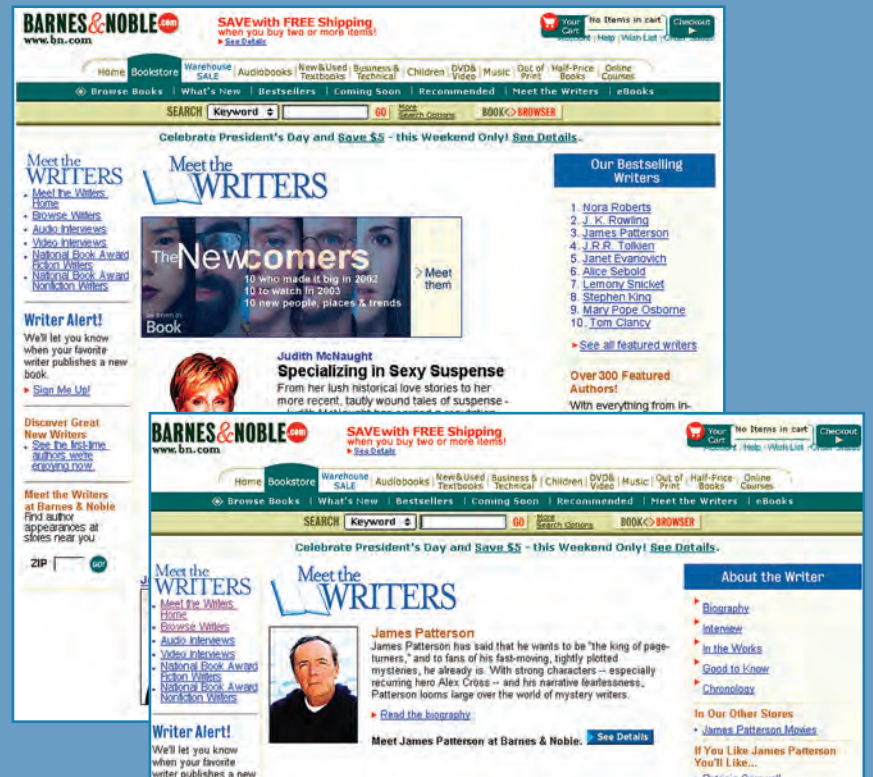 BARNES&NOBLE.com
www.bn.com
SAVE with FREE Shipping
when you buy two or more items!
See Details
Your Cart
No Items in cart
Checkout
Account | Help | Wish List | Order Status
Home
Bookstore
Warehouse SALE
Audiobooks
New & Used Textbooks
Business & Technical
Children
DVD & Video
Music
Out of Print
Half-Price Books
Online Courses
Browse Books | What's New | Bestsellers | Coming Soon | Recommended | Meet the Writers | eBooks
SEARCH Keyword GO More Search Options BOOK<>BROWSER
Celebrate President's Day and Save $5 - this Weekend Only! See Details.
Meet the
WRITERS
Meet the Writers
Home
Browse Writers
Audio Interviews
Video Interviews
National Book Award
Fiction Writers
National Book Award
Nonfiction Writers
Writer Alert!
We'll let you know
when your favorite
writer publishes a new
book.
Sign Me Up!
Discover Great
New Writers
See the first-time
authors we're
enjoying now.
Meet the Writers
at Barnes & Noble
Find author
appearances at
stores near you
ZIP GO!
Meet the
WRITERS
The Newcomers
10 who made it big in 2002
10 to watch in 2003
10 new people, places & trends
as seen in
Book
Meet
them
Judith McNaught
Specializing in Sexy Suspense
From her lush historical love stories to her
more recent, tautly wound tales of suspense -
Our Bestselling
Writers
1. Nora Roberts
2. J. K. Rowling
3. James Patterson
4. J.R.R. Tolkien
5. Janet Evanovich
6. Alice Sebold
7. Lemony Snicket
8. Stephen King
9. Mary Pope Osborne
10. Tom Clancy
See all featured writers
Over 300 Featured
Authors!
With everything from in-
BARNES&NOBLE.com
www.bn.com
SAVE with FREE Shipping
when you buy two or more items!
See Details
Your Cart
No Items in cart
Checkout
Account | Help | Wish List | Order Status
Home
Bookstore
Warehouse SALE
Audiobooks
New & Used Textbooks
Business & Technical
Children
DVD & Video
Music
Out of Print
Half-Price Books
Online Courses
Browse Books | What's New | Bestsellers | Coming Soon | Recommended | Meet the Writers | eBooks
SEARCH Keyword GO More Search Options BOOK<>BROWSER
Celebrate President's Day and Save $5 - this Weekend Only! See Details.
Meet the
WRITERS
Meet the Writers
Home
Browse Writers
Audio Interviews
Video Interviews
National Book Award
Fiction Writers
National Book Award
Nonfiction Writers
Writer Alert!
We'll let you know
when your favorite
writer publishes a new
Meet the
WRITERS
James Patterson
James Patterson has said that he wants to be "the king of page-
turners," and to fans of his fast-moving, tightly plotted
mysteries, he already is. With strong characters -- especially
recurring hero Alex Cross -- and his narrative fearlessness,
Patterson looms large over the world of mystery writers.
Read the biography
Meet James Patterson at Barnes & Noble. See Details
About the Writer
Biography
Interview
In the Works
Good to Know
Chronology
In Our Other Stores
James Patterson Movies
If You Like James Patterson
You'll Like...